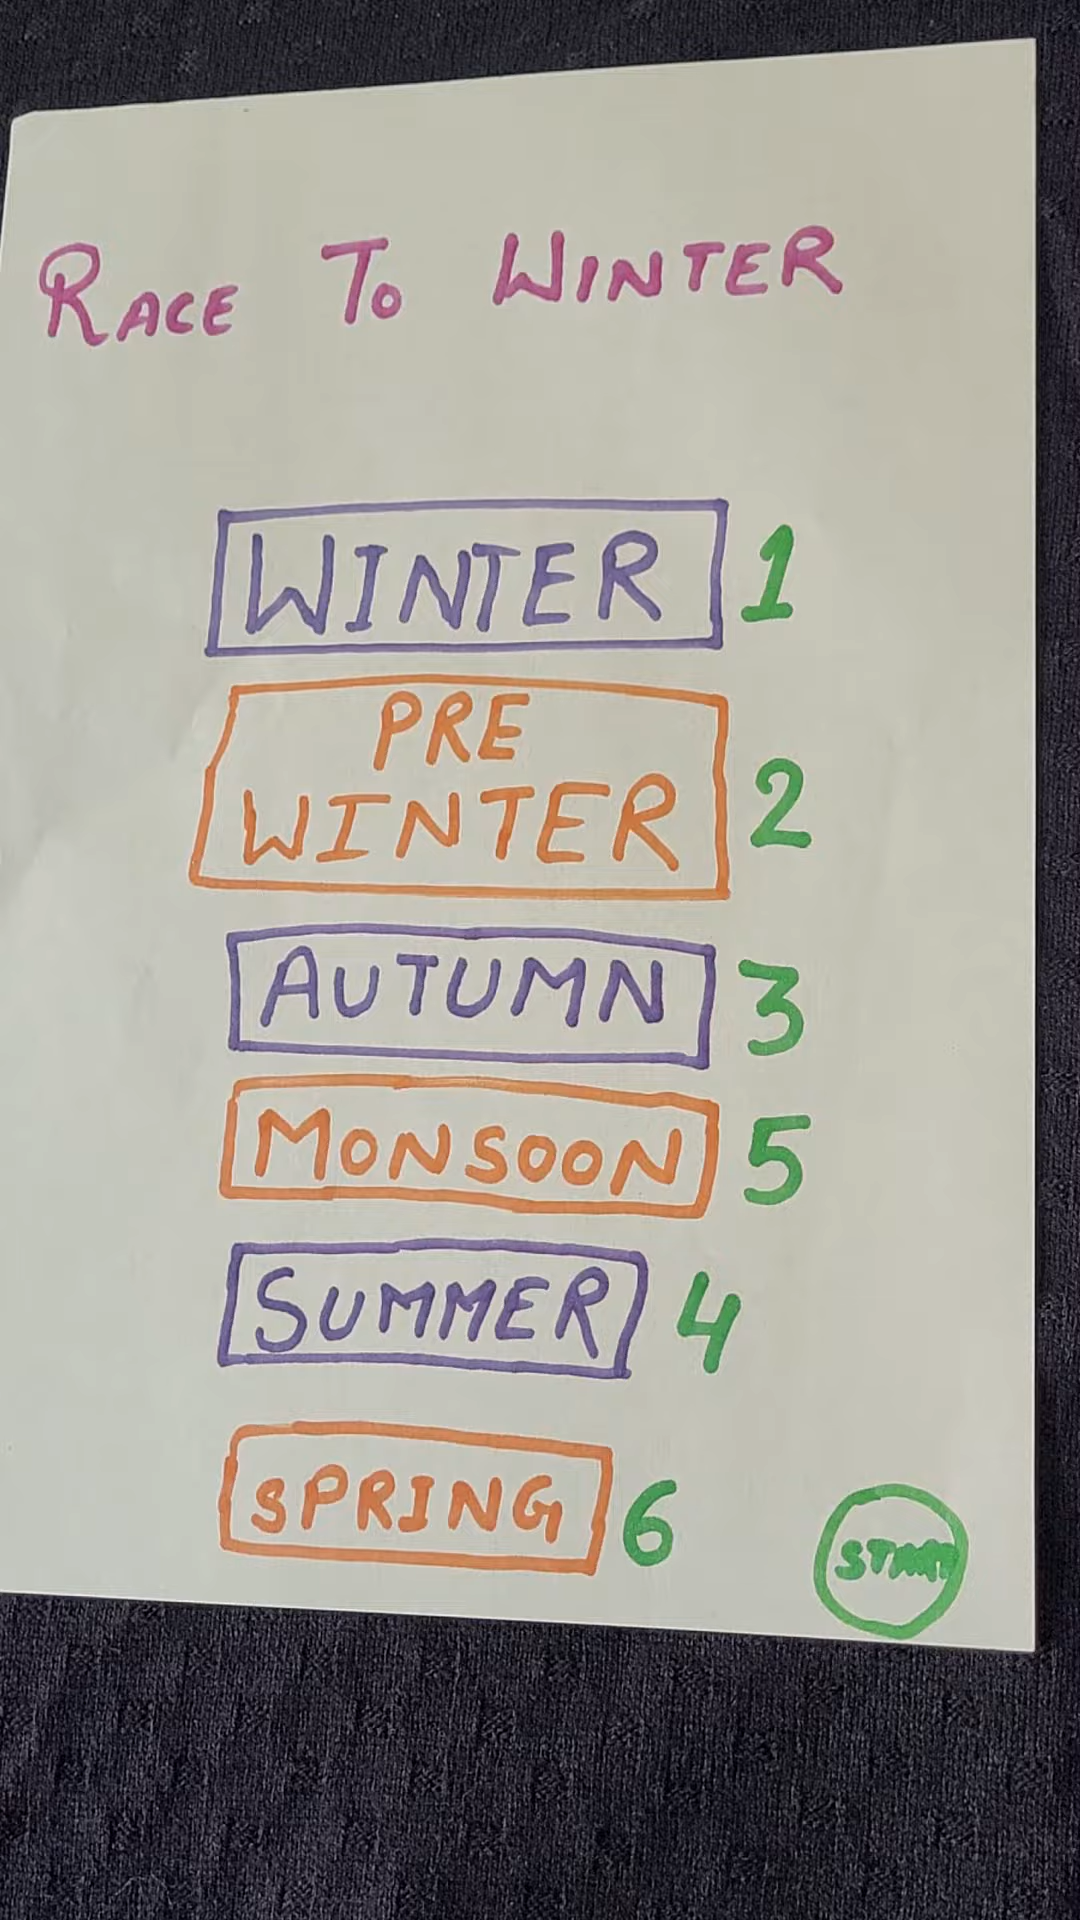 RACE TO WINTER
WINTER 1
PRE
WINTER 2
AUTUMN 3
MONSOON 5
SUMMER 4
sPRING 6
START